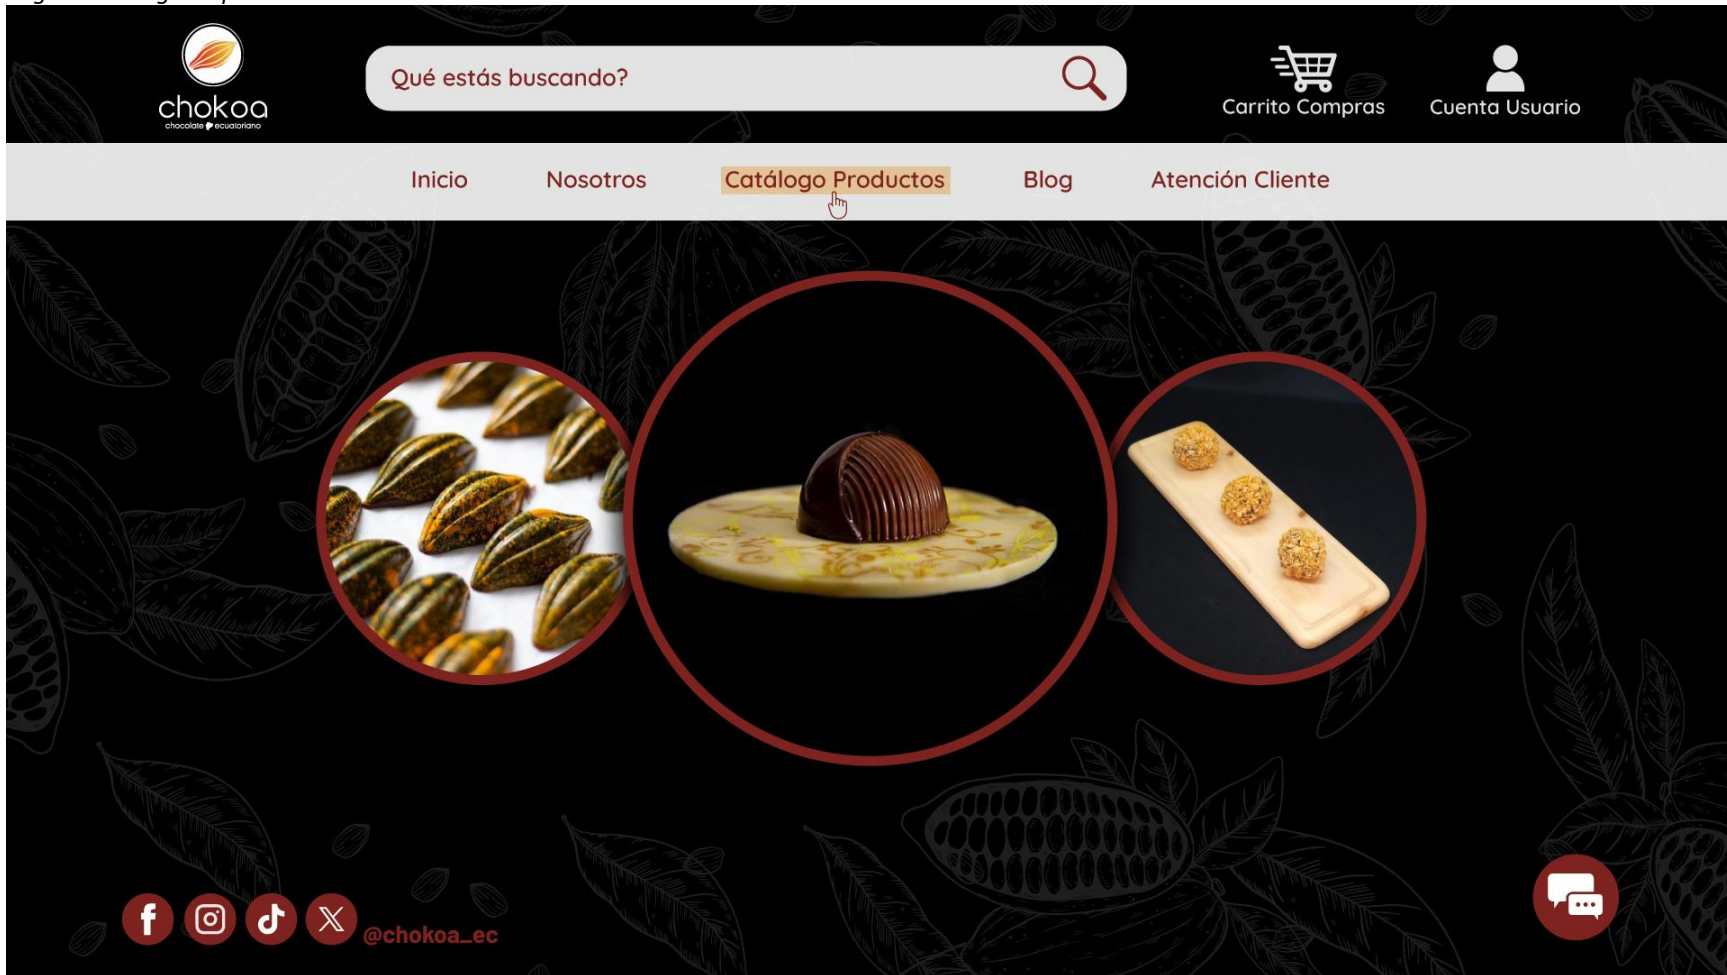 chokoa
chocolate ecuatoriano
Qué estás buscando?
Carrito Compras
Cuenta Usuario
Inicio
Nosotros
Catálogo Productos
Blog
Atención Cliente
@chokoa_ec